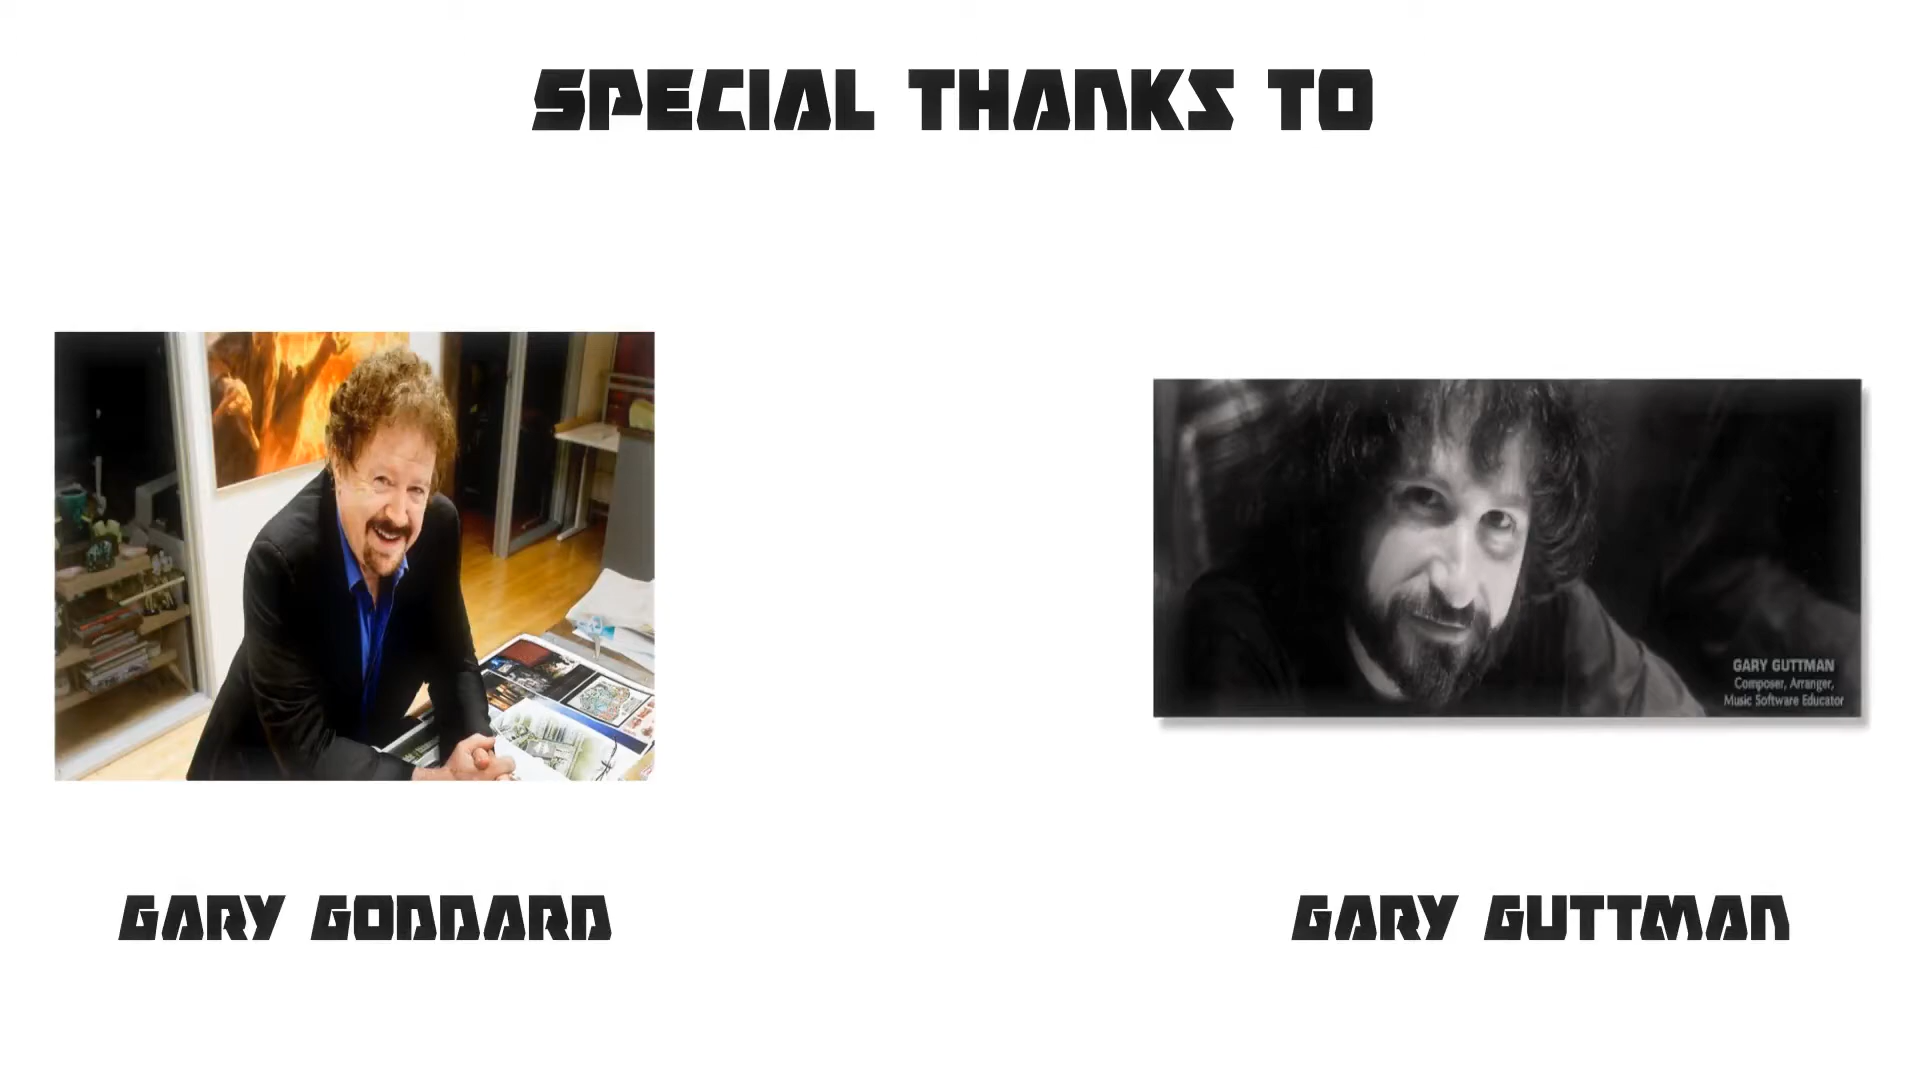 SPECIAL THANKS TO
GARY GUTTMAN
Composer, Arranger,
Music Software Educator
GARY GODDARD
GARY GUTTMAN